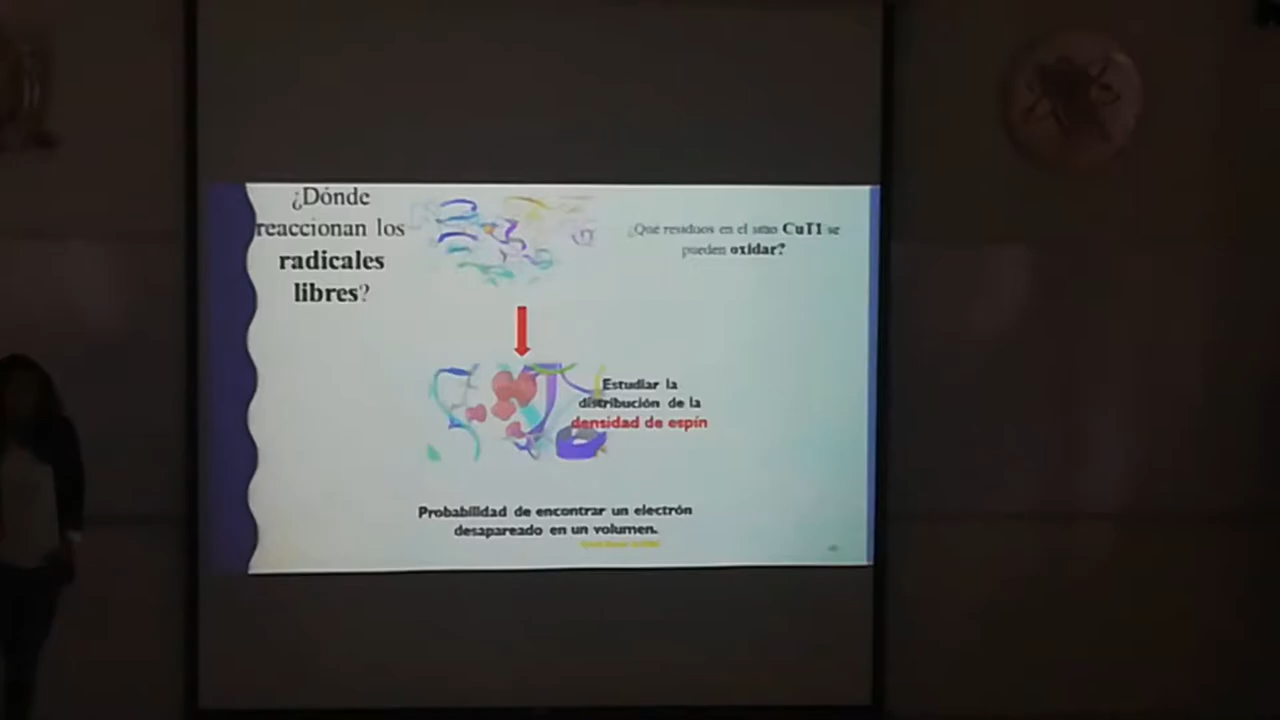 ¿Dónde
reaccionan los
radicales
libres?
¿Qué residuos en el sitio CuT1 se
pueden oxidar?
Estudiar la
distribución de la
densidad de espín
Probabilidad de encontrar un electrón
desapareado en un volumen.